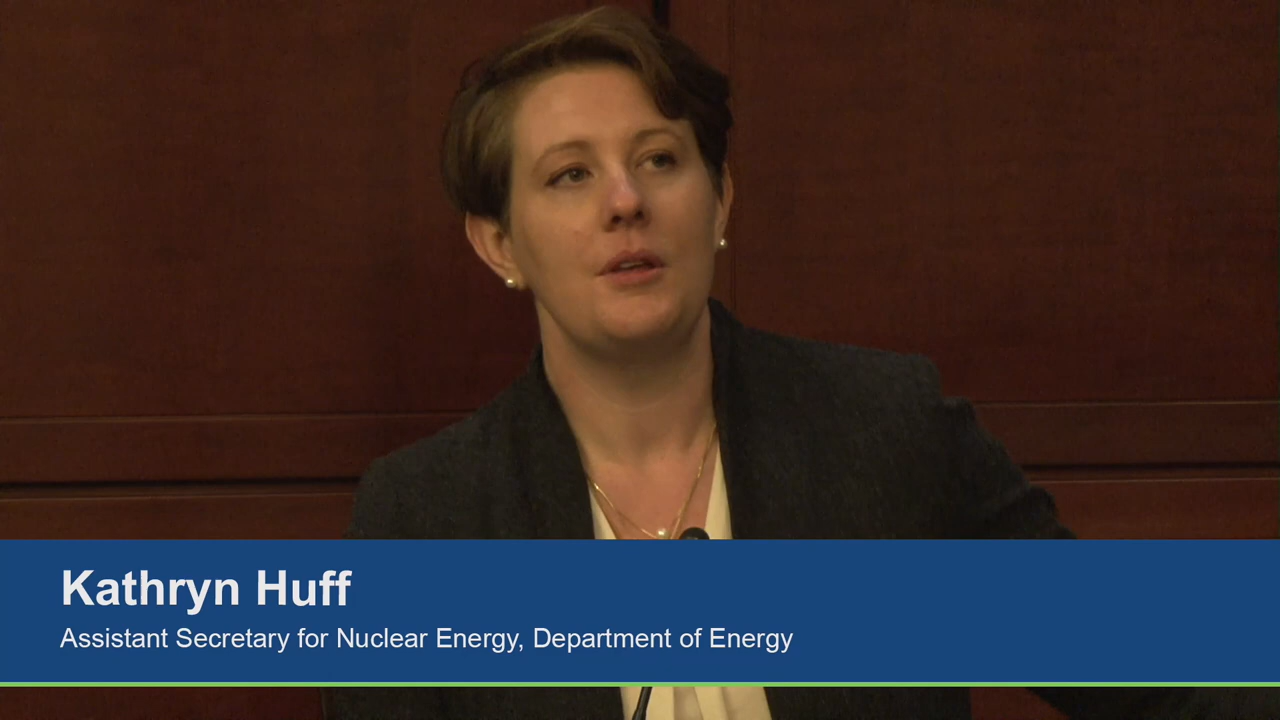 Kathryn Huff
Assistant Secretary for Nuclear Energy, Department of Energy